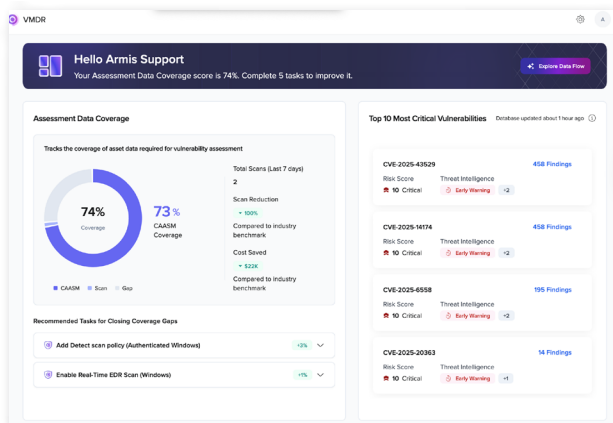 VMDR
A
Hello Armis Support
Your Assessment Data Coverage score is 74%. Complete 5 tasks to improve it.
Explore Data Flow
Assessment Data Coverage
Tracks the coverage of asset data required for vulnerability assessment
74%
Coverage
73%
CAASM
Coverage
CAASM
Scan
Gap
Total Scans (Last 7 days)
2
Scan Reduction
100%
Compared to industry
benchmark
Cost Saved
$22K
Compared to industry
benchmark
Recommended Tasks for Closing Coverage Gaps
Add Detect scan policy (Authenticated Windows)
+3%
Enable Real-Time EDR Scan (Windows)
+1%
Top 10 Most Critical Vulnerabilities
Database updated about 1 hour ago
CVE-2025-43529
458 Findings
Risk Score
Threat Intelligence
10 Critical
Early Warning
+2
CVE-2025-14174
458 Findings
Risk Score
Threat Intelligence
10 Critical
Early Warning
+2
CVE-2025-6558
195 Findings
Risk Score
Threat Intelligence
10 Critical
Early Warning
+2
CVE-2025-20363
14 Findings
Risk Score
Threat Intelligence
10 Critical
Early Warning
+1